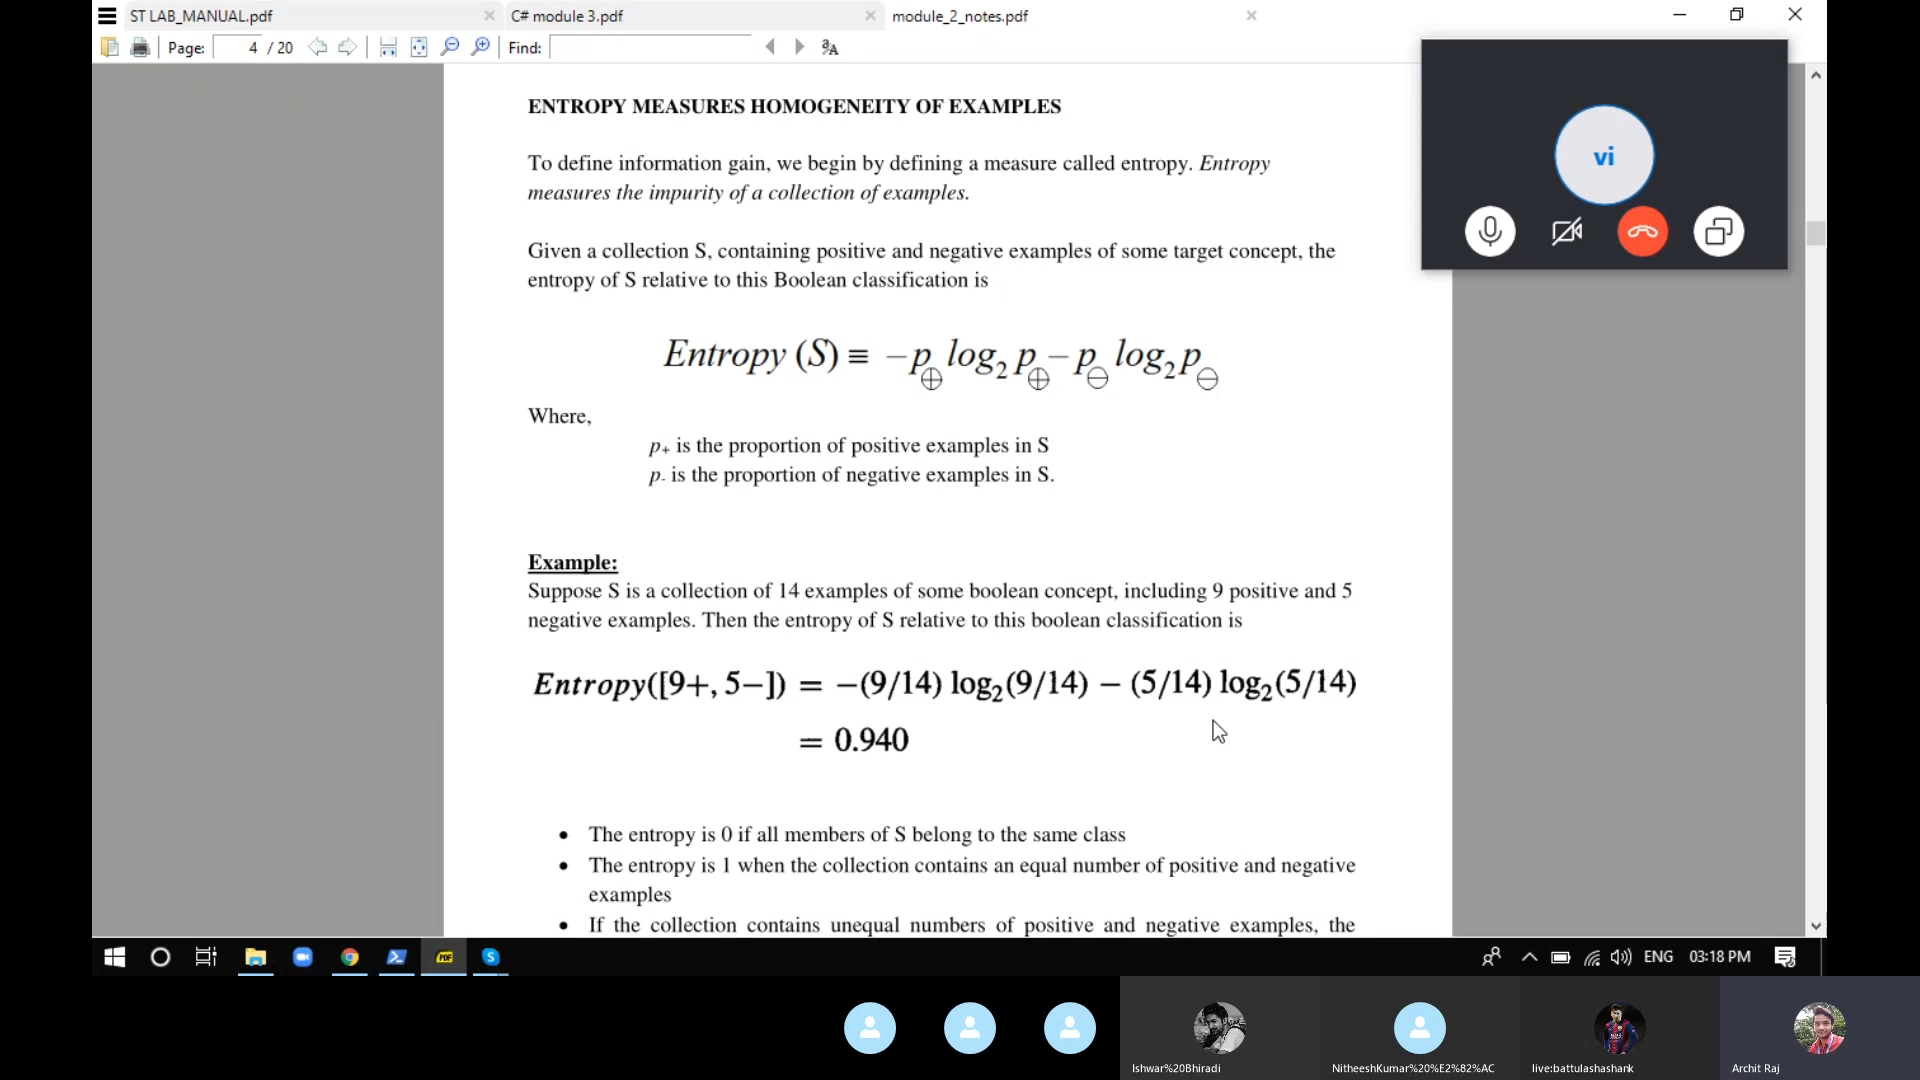 ST LAB_MANUAL.pdf
C# module 3.pdf
module_2_notes.pdf
Page: 4 / 20
Find:
ENTROPY MEASURES HOMOGENEITY OF EXAMPLES
To define information gain, we begin by defining a measure called entropy. Entropy
measures the impurity of a collection of examples.
Given a collection S, containing positive and negative examples of some target concept, the
entropy of S relative to this Boolean classification is
Entropy (S) ≡ −p⊕ log₂ p⊕ − p⊖ log₂ p⊖
Where,
p₊ is the proportion of positive examples in S
p₋ is the proportion of negative examples in S.
Example:
Suppose S is a collection of 14 examples of some boolean concept, including 9 positive and 5
negative examples. Then the entropy of S relative to this boolean classification is
Entropy([9+, 5−]) = −(9/14) log₂(9/14) − (5/14) log₂(5/14)
= 0.940
• The entropy is 0 if all members of S belong to the same class
• The entropy is 1 when the collection contains an equal number of positive and negative
examples
• If the collection contains unequal numbers of positive and negative examples, the
vi
PDF
S
ENG
03:18 PM
Ishwar%20Bhiradi
NitheeshKumar%20%E2%82%AC
live:battulashashank
Archit Raj